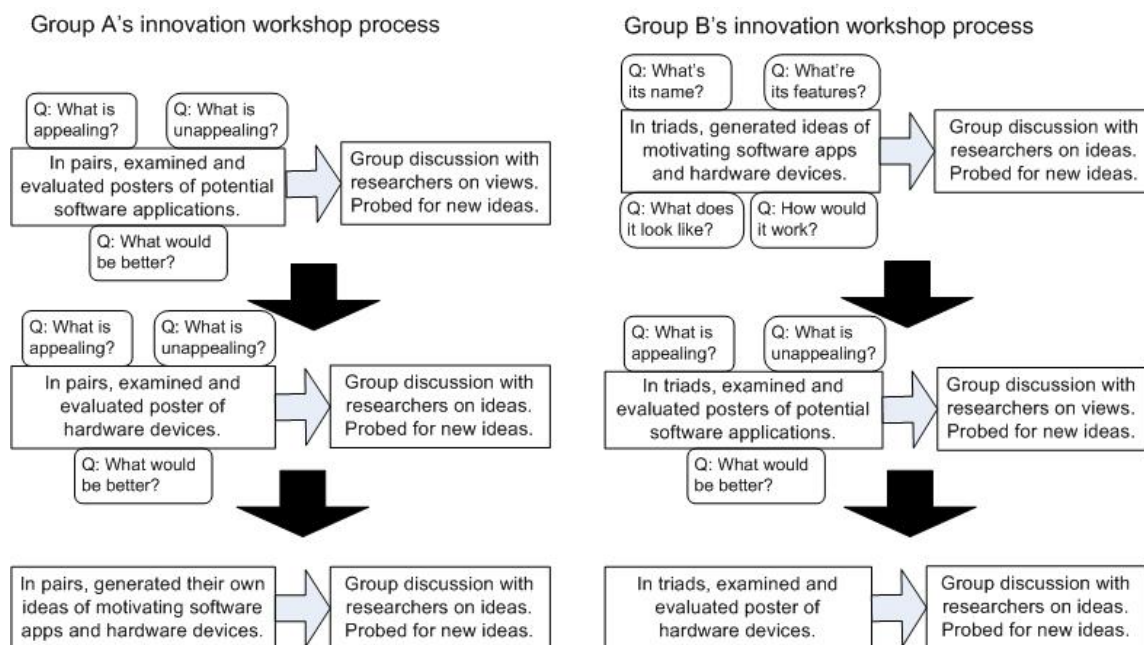 Group A's innovation workshop process
Q: What is
appealing?
Q: What is
unappealing?
In pairs, examined and
evaluated posters of potential
software applications.
Q: What would
be better?
Group discussion with
researchers on views.
Probed for new ideas.
Q: What is
appealing?
Q: What is
unappealing?
In pairs, examined and
evaluated poster of
hardware devices.
Q: What would
be better?
Group discussion with
researchers on ideas.
Probed for new ideas.
In pairs, generated their own
ideas of motivating software
apps and hardware devices.
Group discussion with
researchers on ideas.
Probed for new ideas.
Group B's innovation workshop process
Q: What's
its name?
Q: What're
its features?
In triads, generated ideas of
motivating software apps
and hardware devices.
Q: What does
it look like?
Q: How would
it work?
Group discussion with
researchers on ideas.
Probed for new ideas.
Q: What is
appealing?
Q: What is
unappealing?
In triads, examined and
evaluated posters of potential
software applications.
Q: What would
be better?
Group discussion with
researchers on views.
Probed for new ideas.
In triads, examined and
evaluated poster of
hardware devices.
Group discussion with
researchers on ideas.
Probed for new ideas.